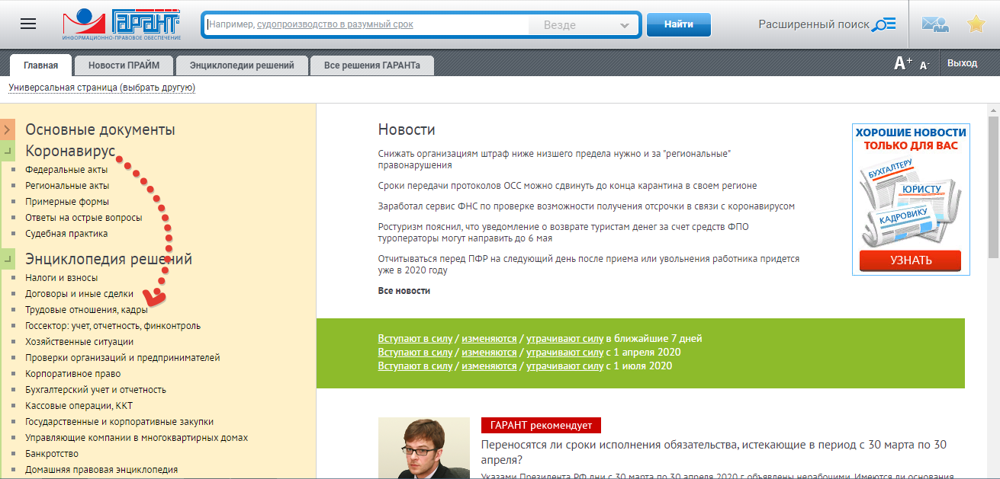 ГАРАНТ
ИНФОРМАЦИОННО-ПРАВОВОЕ ОБЕСПЕЧЕНИЕ
Например, судопроизводство в разумный срок
Везде
Найти
Расширенный поиск
Главная
Новости ПРАЙМ
Энциклопедии решений
Все решения ГАРАНТа
A+
A-
Выход
Универсальная страница (выбрать другую)
Основные документы
Коронавирус
Федеральные акты
Региональные акты
Примерные формы
Ответы на острые вопросы
Судебная практика
Энциклопедия решений
Налоги и взносы
Договоры и иные сделки
Трудовые отношения, кадры
Госсектор: учет, отчетность, финконтроль
Хозяйственные ситуации
Проверки организаций и предпринимателей
Корпоративное право
Бухгалтерский учет и отчетность
Кассовые операции, ККТ
Государственные и корпоративные закупки
Управляющие компании в многоквартирных домах
Банкротство
Домашняя правовая энциклопедия
Новости
Снижать организациям штраф ниже низшего предела нужно и за "региональные"
правонарушения
Сроки передачи протоколов ОСС можно сдвинуть до конца карантина в своем регионе
Заработал сервис ФНС по проверке возможности получения отсрочки в связи с коронавирусом
Ростуризм пояснил, что уведомление о возврате туристам денег за счет средств ФПО
туроператоры могут направить до 6 мая
Отчитываться перед ПФР на следующий день после приема или увольнения работника придется
уже в 2020 году
Все новости
ХОРОШИЕ НОВОСТИ
ТОЛЬКО ДЛЯ ВАС
БУХГАЛТЕРУ
ЮРИСТУ
КАДРОВИКУ
УЗНАТЬ
Вступают в силу / изменяются / утрачивают силу в ближайшие 7 дней
Вступают в силу / изменяются / утрачивают силу с 1 апреля 2020
Вступают в силу / изменяются / утрачивают силу с 1 июля 2020
ГАРАНТ рекомендует
Переносятся ли сроки исполнения обязательства, истекающие в период с 30 марта по 30
апреля?
Указами Президента РФ дни с 30 марта по 30 апреля 2020 г. объявлены нерабочими. Имеются ли основания